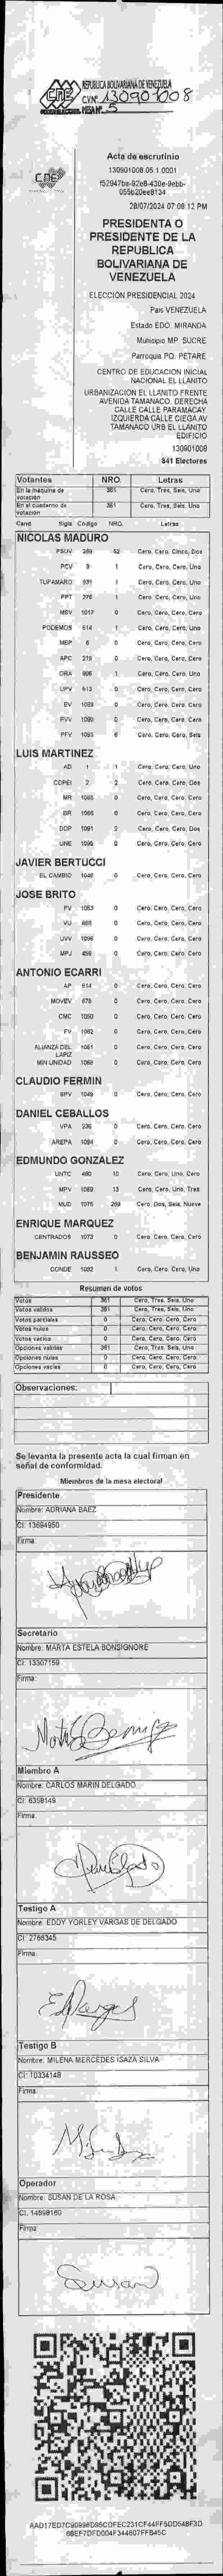 REPUBLICA BOLIVARIANA DE VENEZUELA
CVNº 130901008
MESA Nº 5
CNE
Acta de escrutinio
130901008.05.1.0001
28/07/2024 07:08:12 PM
PRESIDENTA O
PRESIDENTE DE LA
REPUBLICA
BOLIVARIANA DE
VENEZUELA
ELECCIÓN PRESIDENCIAL 2024
Pais VENEZUELA
Estado EDO. MIRANDA
Municipio MP. SUCRE
Parroquia PQ. PETARE
CENTRO DE EDUCACION INICIAL
NACIONAL EL LLANITO
URBANIZACION EL LLANITO FRENTE
AVENIDA TAMANACO. DERECHA
CALLE CALLE PARAMACAY.
IZQUIERDA CALLE CIEGA AV
TAMANACO URB EL LLANITO
EDIFICIO
130901008
841 Electores
Votantes NRO. Letras
En la maquina de votación 361 Cero, Tres, Seis, Uno
En el cuaderno de votación 361 Cero, Tres, Seis, Uno
Cand Sigla Código NRO. Letras
NICOLAS MADURO
PSUV 269 52 Cero, Cero, Cinco, Dos
PCV 9 1 Cero, Cero, Cero, Uno
TUPAMARO 931 1 Cero, Cero, Cero, Uno
PPT 276 1 Cero, Cero, Cero, Uno
MSV 1017 0 Cero, Cero, Cero, Cero
PODEMOS 614 1 Cero, Cero, Cero, Uno
MEP 6 0 Cero, Cero, Cero, Cero
APC 219 0 Cero, Cero, Cero, Cero
ORA 906 1 Cero, Cero, Cero, Uno
UPV 613 0 Cero, Cero, Cero, Cero
EV 1089 0 Cero, Cero, Cero, Cero
PVV 1090 0 Cero, Cero, Cero, Cero
PFV 1093 6 Cero, Cero, Cero, Seis
LUIS MARTINEZ
AD 1 1 Cero, Cero, Cero, Uno
COPEI 2 2 Cero, Cero, Cero, Dos
MR 1088 0 Cero, Cero, Cero, Cero
BR 1066 0 Cero, Cero, Cero, Cero
DDP 1091 2 Cero, Cero, Cero, Dos
UNE 1095 0 Cero, Cero, Cero, Cero
JAVIER BERTUCCI
EL CAMBIO 1048 0 Cero, Cero, Cero, Cero
JOSE BRITO
PV 1053 0 Cero, Cero, Cero, Cero
VU 868 0 Cero, Cero, Cero, Cero
UVV 1096 0 Cero, Cero, Cero, Cero
MPJ 459 0 Cero, Cero, Cero, Cero
ANTONIO ECARRI
AP 814 0 Cero, Cero, Cero, Cero
MOVEV 678 0 Cero, Cero, Cero, Cero
CMC 1050 0 Cero, Cero, Cero, Cero
FV 1062 0 Cero, Cero, Cero, Cero
ALIANZA DEL LAPIZ 1061 0 Cero, Cero, Cero, Cero
MIN UNIDAD 1068 0 Cero, Cero, Cero, Cero
CLAUDIO FERMIN
SPV 1049 0 Cero, Cero, Cero, Cero
DANIEL CEBALLOS
VPA 236 0 Cero, Cero, Cero, Cero
AREPA 1094 0 Cero, Cero, Cero, Cero
EDMUNDO GONZALEZ
UNTC 460 10 Cero, Cero, Uno, Cero
MPV 1069 13 Cero, Cero, Uno, Tres
MUD 1075 269 Cero, Dos, Seis, Nueve
ENRIQUE MARQUEZ
CENTRADOS 1073 0 Cero, Cero, Cero, Cero
BENJAMIN RAUSSEO
CONDE 1082 1 Cero, Cero, Cero, Uno
Resumen de votos
Votos 361 Cero, Tres, Seis, Uno
Votos validos 361 Cero, Tres, Seis, Uno
Votos parciales 0 Cero, Cero, Cero, Cero
Votos nulos 0 Cero, Cero, Cero, Cero
Votos vacios 0 Cero, Cero, Cero, Cero
Opciones validas 361 Cero, Tres, Seis, Uno
Opciones nulas 0 Cero, Cero, Cero, Cero
Opciones vacias 0 Cero, Cero, Cero, Cero
Observaciones:
Se levanta la presente acta la cual firman en
señal de conformidad.
Miembros de la mesa electoral
Presidente
Nombre: ADRIANA BAEZ
CI: 13694950
Firma:
Secretario
Nombre: MARTA ESTELA BONSIGNORE
CI: 13307159
Firma:
Miembro A
Nombre: CARLOS MARIN DELGADO
CI: 6358149
Firma:
Testigo A
Nombre: EDDY YORLEY VARGAS DE DELGADO
CI: 2766345
Firma:
Testigo B
Nombre: MILENA MERCEDES ISAZA SILVA
CI: 10334148
Firma:
Operador
Nombre: SUSAN DE LA ROSA
CI: 14898160
Firma:
Susan